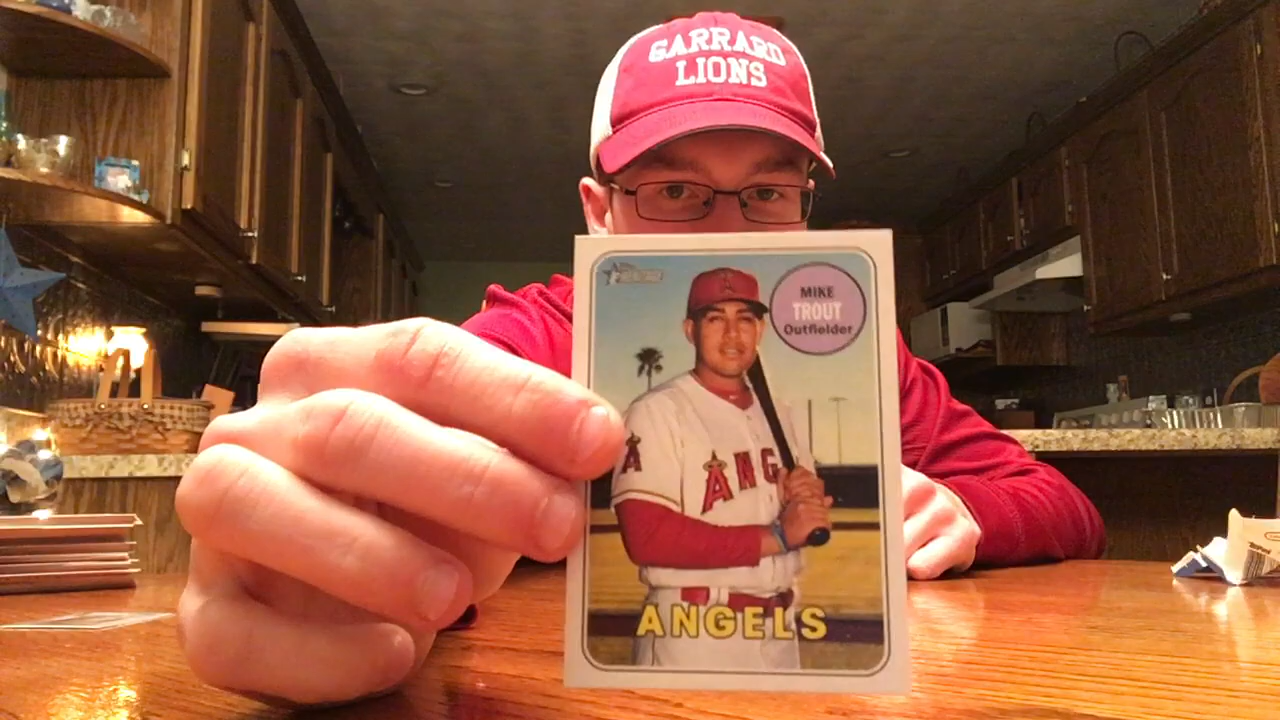 GARRARD
LIONS
HERITAGE
MIKE
TROUT
Outfielder
A
ANG
ANGELS